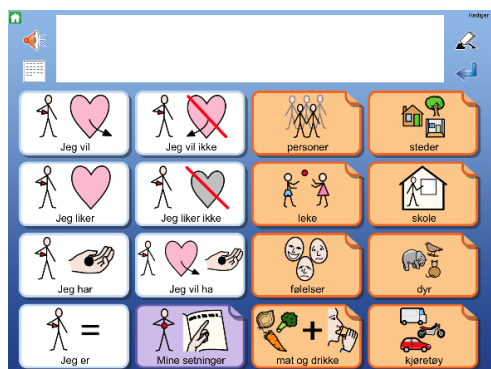 Rediger
Jeg vil
Jeg vil ikke
personer
steder
Jeg liker
Jeg liker ikke
leke
skole
Jeg har
Jeg vil ha
følelser
dyr
Jeg er
Mine setninger
mat og drikke
kjøretøy